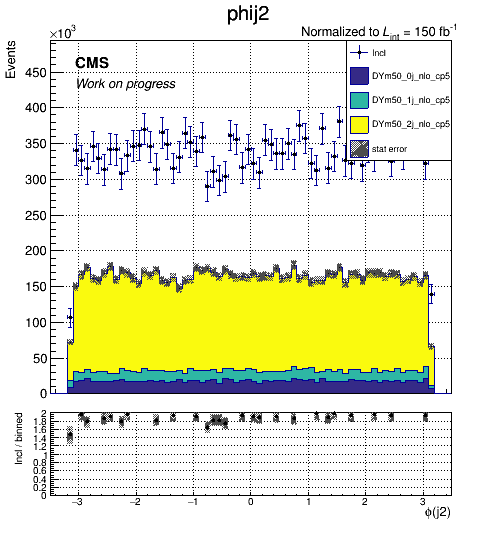 phij2
×10³
Normalized to L_int = 150 fb⁻¹
Events
CMS
Work on progress
Incl
DYm50_0j_nlo_cp5
DYm50_1j_nlo_cp5
DYm50_2j_nlo_cp5
stat error
450
400
350
300
250
200
150
100
50
0
Incl / binned
2
1.8
1.6
1.4
1.2
1
0.8
0.6
0.4
0.2
0
−3 −2 −1 0 1 2 3
ϕ(j2)